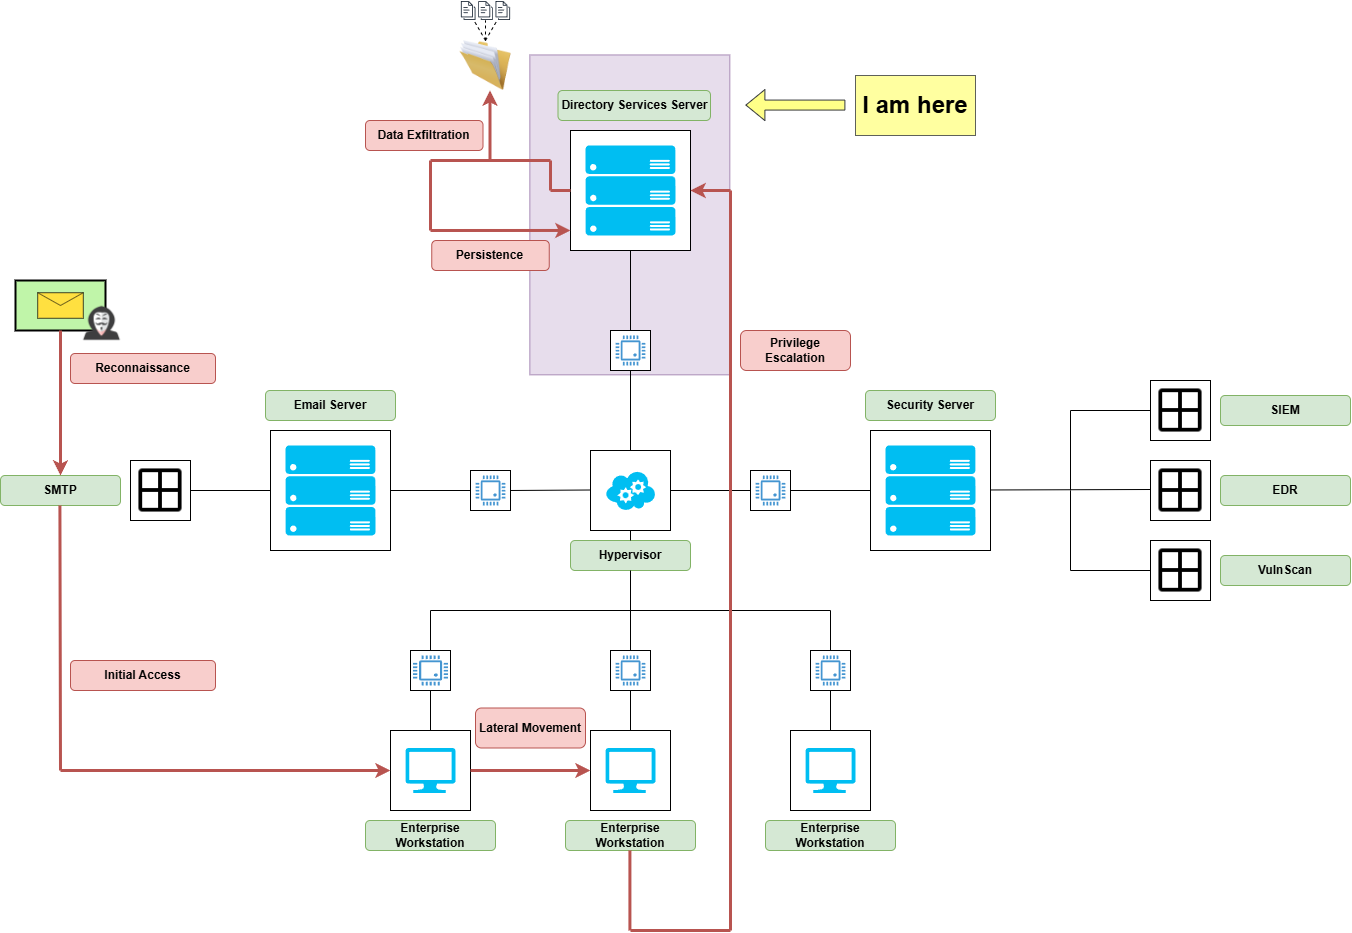 Directory Services Server
I am here
Data Exfiltration
Persistence
Reconnaissance
Privilege
Escalation
Email Server
Security Server
SIEM
SMTP
EDR
Hypervisor
VulnScan
Initial Access
Lateral Movement
Enterprise
Workstation
Enterprise
Workstation
Enterprise
Workstation